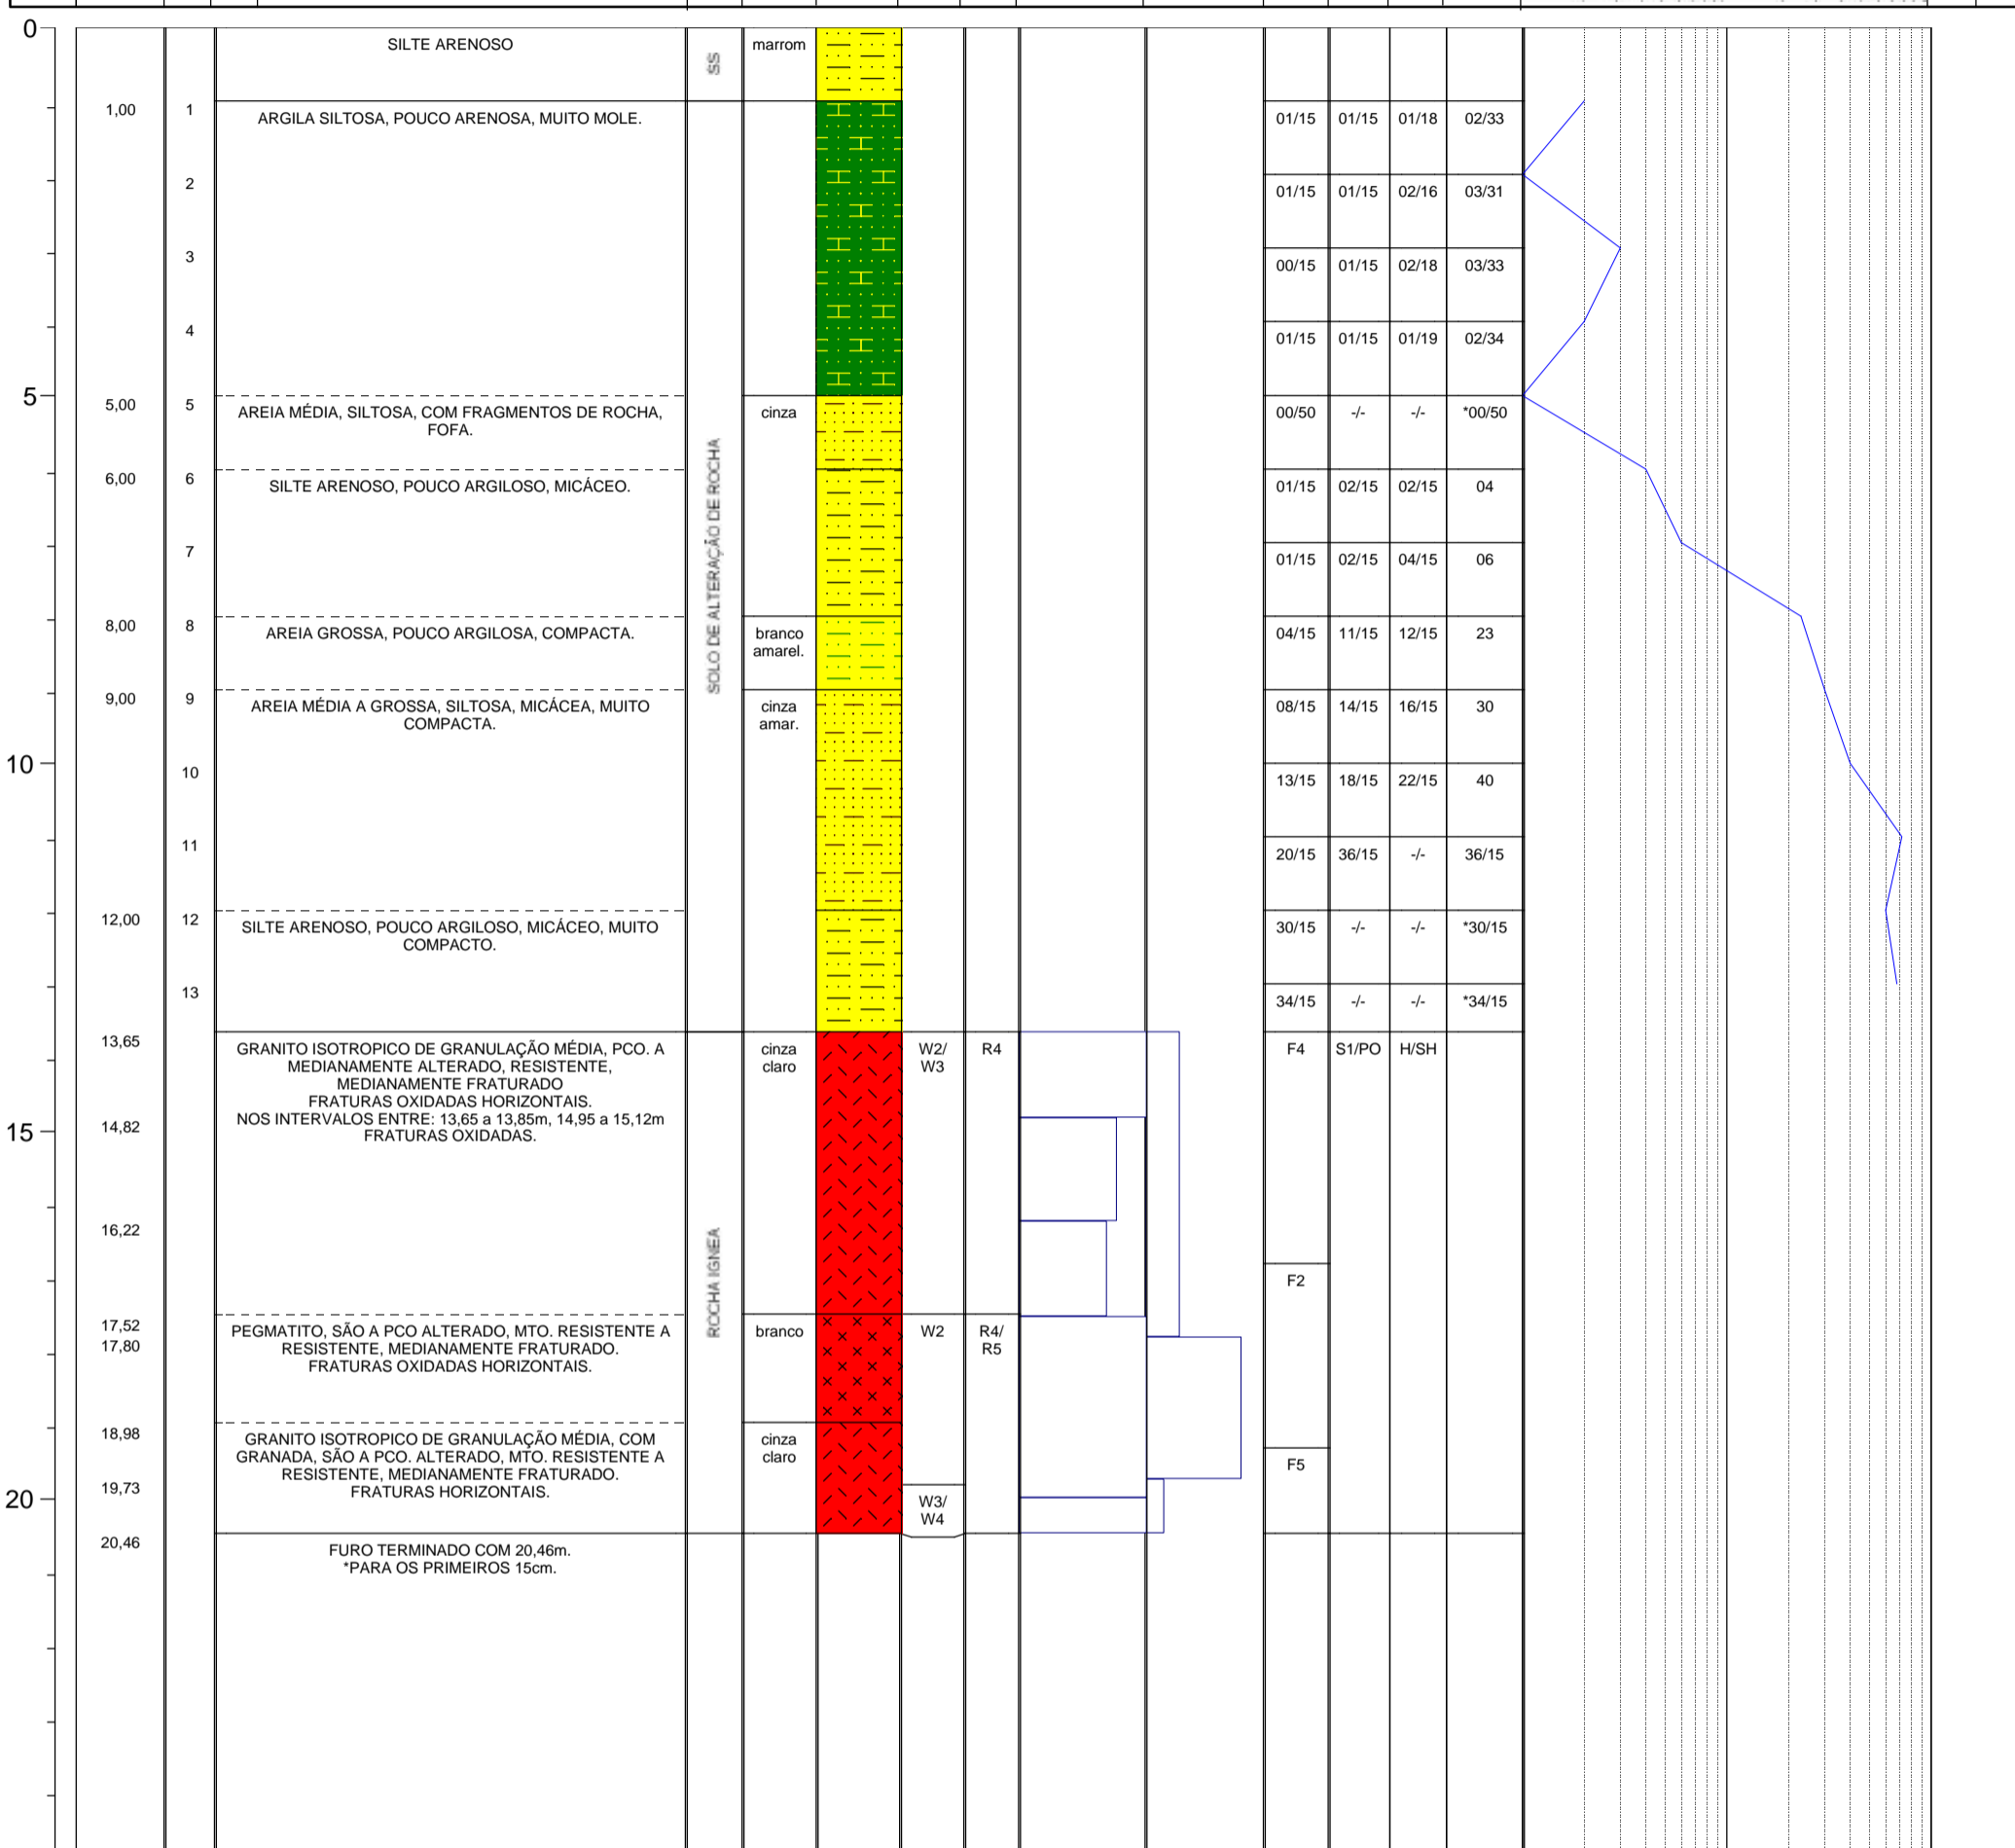 0
SILTE ARENOSO
SS
marrom
1,00 1 ARGILA SILTOSA, POUCO ARENOSA, MUITO MOLE. 01/15 01/15 01/18 02/33
2 01/15 01/15 02/16 03/31
3 00/15 01/15 02/18 03/33
4 01/15 01/15 01/19 02/34
5
5,00 5 AREIA MÉDIA, SILTOSA, COM FRAGMENTOS DE ROCHA, cinza 00/50 -/- -/- *00/50
FOFA.
SOLO DE ALTERAÇÃO DE ROCHA
6,00 6 SILTE ARENOSO, POUCO ARGILOSO, MICÁCEO. 01/15 02/15 02/15 04
7 01/15 02/15 04/15 06
8,00 8 AREIA GROSSA, POUCO ARGILOSA, COMPACTA. branco 04/15 11/15 12/15 23
amarel.
9,00 9 AREIA MÉDIA A GROSSA, SILTOSA, MICÁCEA, MUITO cinza 08/15 14/15 16/15 30
COMPACTA. amar.
10
10 13/15 18/15 22/15 40
11 20/15 36/15 -/- 36/15
12,00 12 SILTE ARENOSO, POUCO ARGILOSO, MICÁCEO, MUITO 30/15 -/- -/- *30/15
COMPACTO.
13 34/15 -/- -/- *34/15
13,65 GRANITO ISOTROPICO DE GRANULAÇÃO MÉDIA, PCO. A cinza W2/ R4 F4 S1/PO H/SH
MEDIANAMENTE ALTERADO, RESISTENTE, claro W3
MEDIANAMENTE FRATURADO
FRATURAS OXIDADAS HORIZONTAIS.
NOS INTERVALOS ENTRE: 13,65 a 13,85m, 14,95 a 15,12m
15 14,82 FRATURAS OXIDADAS.
16,22
ROCHA IGNEA
F2
17,52 PEGMATITO, SÃO A PCO ALTERADO, MTO. RESISTENTE A branco W2 R4/
17,80 RESISTENTE, MEDIANAMENTE FRATURADO. R5
FRATURAS OXIDADAS HORIZONTAIS.
18,98 GRANITO ISOTROPICO DE GRANULAÇÃO MÉDIA, COM cinza
GRANADA, SÃO A PCO. ALTERADO, MTO. RESISTENTE A claro F5
RESISTENTE, MEDIANAMENTE FRATURADO.
19,73 FRATURAS HORIZONTAIS.
20 W3/
W4
20,46 FURO TERMINADO COM 20,46m.
*PARA OS PRIMEIROS 15cm.